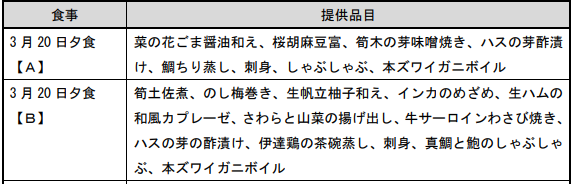 食事 提供品目
3月20日夕食 菜の花ごま醤油和え、桜胡麻豆富、筍木の芽味噌焼き、ハスの芽酢漬
【A】 け、鯛ちり蒸し、刺身、しゃぶしゃぶ、本ズワイガニボイル
3月20日夕食 筍土佐煮、のし梅巻き、生帆立柚子和え、インカのめざめ、生ハムの
【B】 和風カプレーゼ、さわらと山菜の揚げ出し、牛サーロインわさび焼き、
ハスの芽の酢漬け、伊達鶏の茶碗蒸し、刺身、真鯛と鮑のしゃぶしゃ
ぶ、本ズワイガニボイル